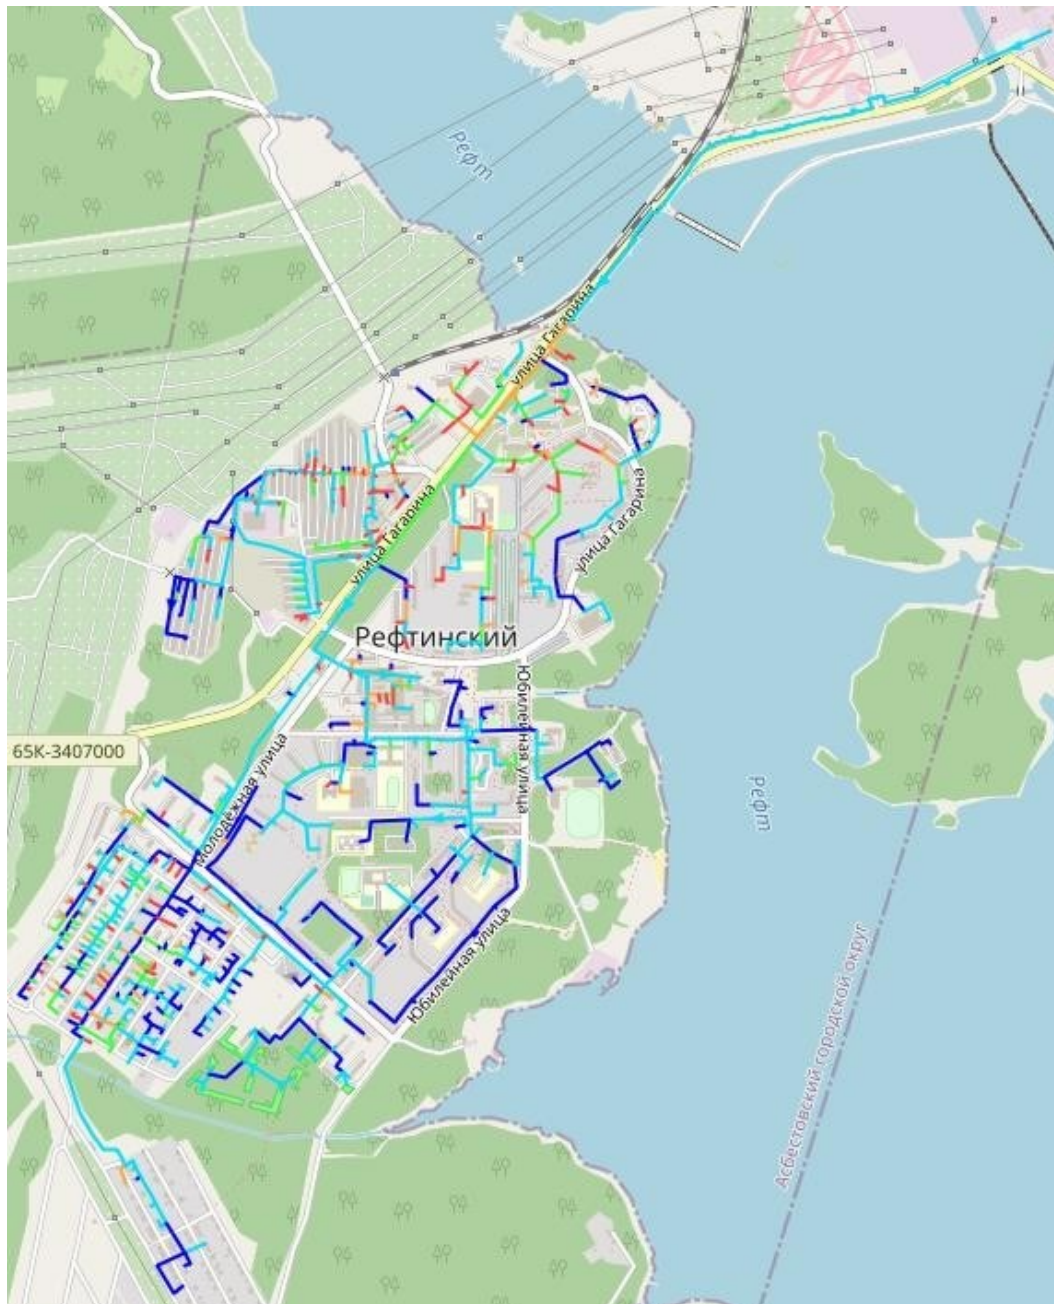 Рефт
улица Гагарина
улица Гагарина
улица Гагарина
Рефтинский
Юбилейная улица
65К-3407000
Молодёжная улица
Рефт
Юбилейная улица
Асбестовский городской округ